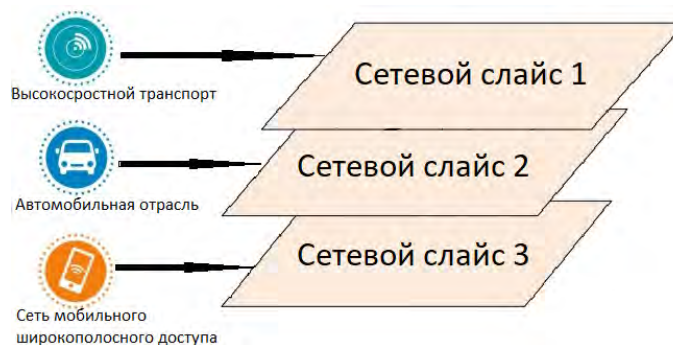 Сетевой слайс 1
Высокосростной транспорт
Сетевой слайс 2
Автомобильная отрасль
Сетевой слайс 3
Сеть мобильного
широкополосного доступа